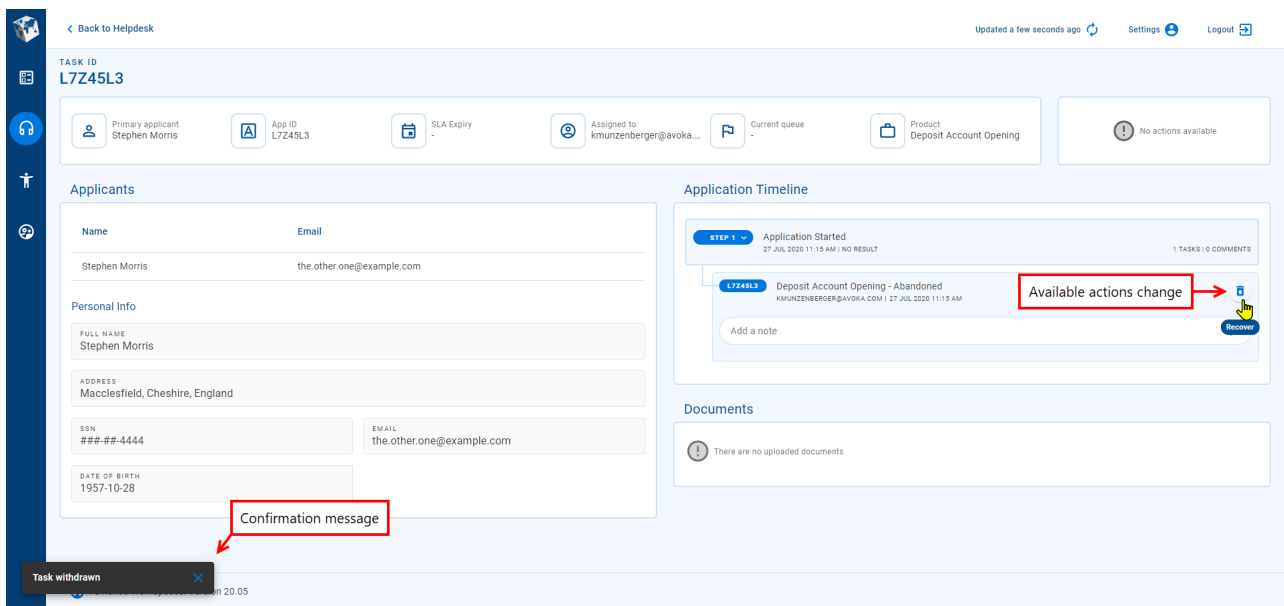 Back to Helpdesk
Updated a few seconds ago
Settings
Logout
TASK ID
L7Z45L3
Primary applicant
Stephen Morris
App ID
L7Z45L3
SLA Expiry
-
Assigned to
kmunzenberger@avoka....
Current queue
-
Product
Deposit Account Opening
No actions available
Applicants
Name Email
Stephen Morris the.other.one@example.com
Personal Info
FULL NAME
Stephen Morris
ADDRESS
Macclesfield, Cheshire, England
SSN
###-##-4444
EMAIL
the.other.one@example.com
DATE OF BIRTH
1957-10-28
Application Timeline
STEP 1
Application Started
27 JUL 2020 11:15 AM | NO RESULT
1 TASKS | 0 COMMENTS
L7Z45L3
Deposit Account Opening - Abandoned
KMUNZENBERGER@AVOKA.COM | 27 JUL 2020 11:15 AM
Available actions change
Recover
Add a note
Documents
There are no uploaded documents
Confirmation message
Task withdrawn
20.05